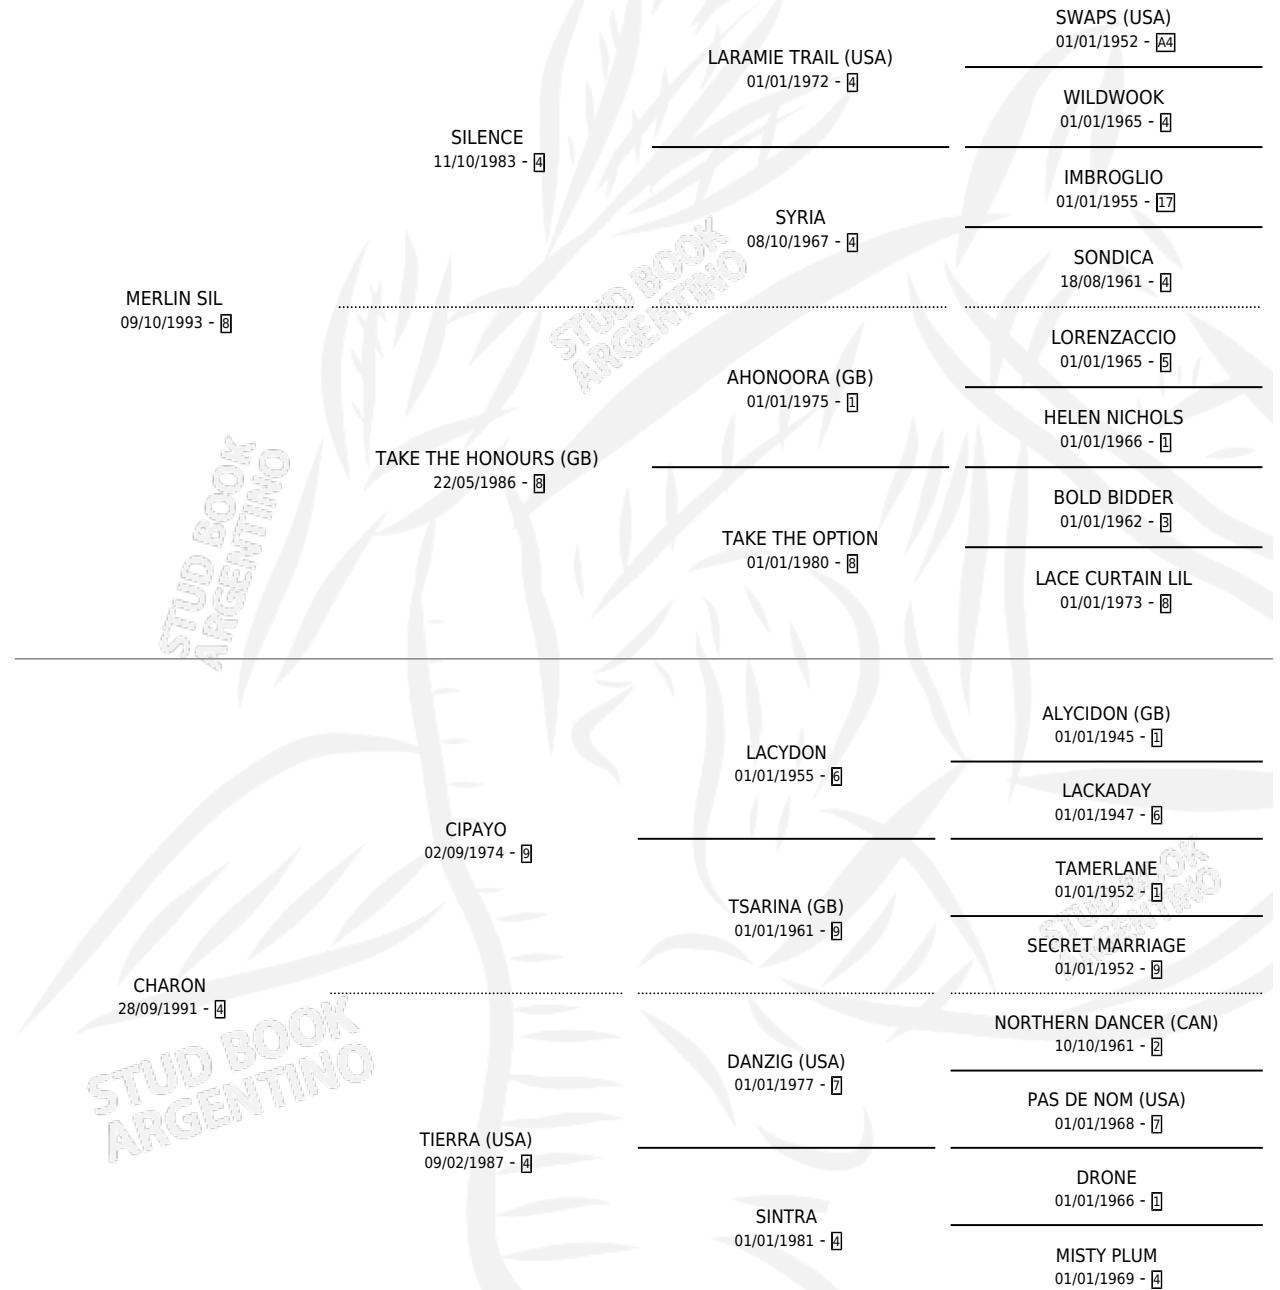 SWAPS (USA)
01/01/1952 - A4
LARAMIE TRAIL (USA)
01/01/1972 - 4
WILDWOOK
01/01/1965 - 4
SILENCE
11/10/1983 - 4
IMBROGLIO
01/01/1955 - 17
SYRIA
08/10/1967 - 4
SONDICA
18/08/1961 - 4
MERLIN SIL
09/10/1993 - 8
LORENZACCIO
01/01/1965 - 5
AHONOORA (GB)
01/01/1975 - 1
HELEN NICHOLS
01/01/1966 - 1
TAKE THE HONOURS (GB)
22/05/1986 - 8
BOLD BIDDER
01/01/1962 - 3
TAKE THE OPTION
01/01/1980 - 8
LACE CURTAIN LIL
01/01/1973 - 8
ALYCIDON (GB)
01/01/1945 - 1
LACYDON
01/01/1955 - 6
LACKADAY
01/01/1947 - 6
CIPAYO
02/09/1974 - 9
TAMERLANE
01/01/1952 - 1
TSARINA (GB)
01/01/1961 - 9
SECRET MARRIAGE
01/01/1952 - 9
CHARON
28/09/1991 - 4
NORTHERN DANCER (CAN)
10/10/1961 - 2
DANZIG (USA)
01/01/1977 - 7
PAS DE NOM (USA)
01/01/1968 - 7
TIERRA (USA)
09/02/1987 - 4
DRONE
01/01/1966 - 1
SINTRA
01/01/1981 - 4
MISTY PLUM
01/01/1969 - 4
STUD BOOK
ARGENTINO
STUD BOOK
ARGENTINO
STUD BOOK
ARGENTINO
STUD BOOK
ARGENTINO